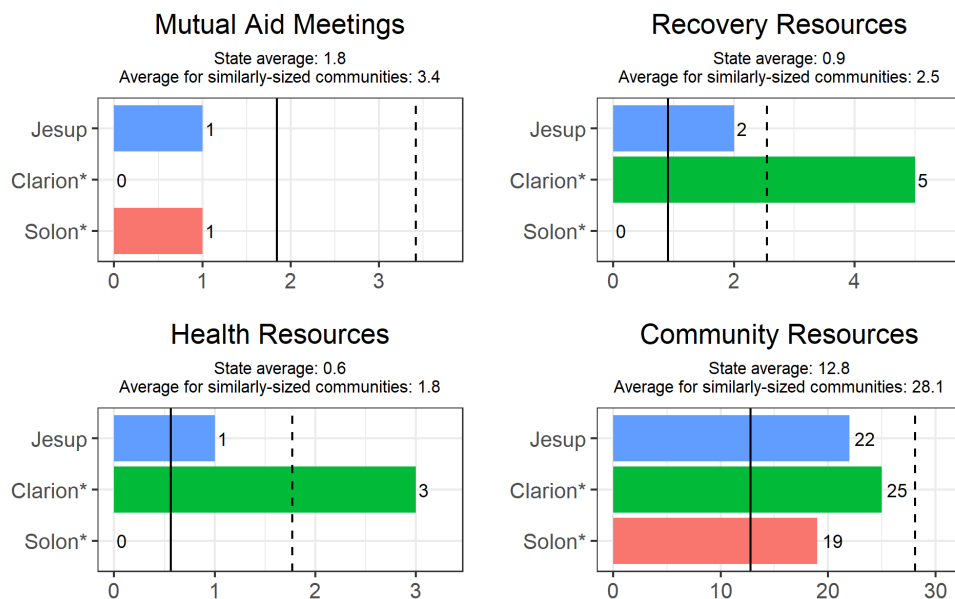 Mutual Aid Meetings
State average: 1.8
Average for similarly-sized communities: 3.4
Jesup
1
Clarion*
0
Solon*
1
0 1 2 3
Recovery Resources
State average: 0.9
Average for similarly-sized communities: 2.5
Jesup
2
Clarion*
5
Solon*
0
0 2 4
Health Resources
State average: 0.6
Average for similarly-sized communities: 1.8
Jesup
1
Clarion*
3
Solon*
0
0 1 2 3
Community Resources
State average: 12.8
Average for similarly-sized communities: 28.1
Jesup
22
Clarion*
25
Solon*
19
0 10 20 30